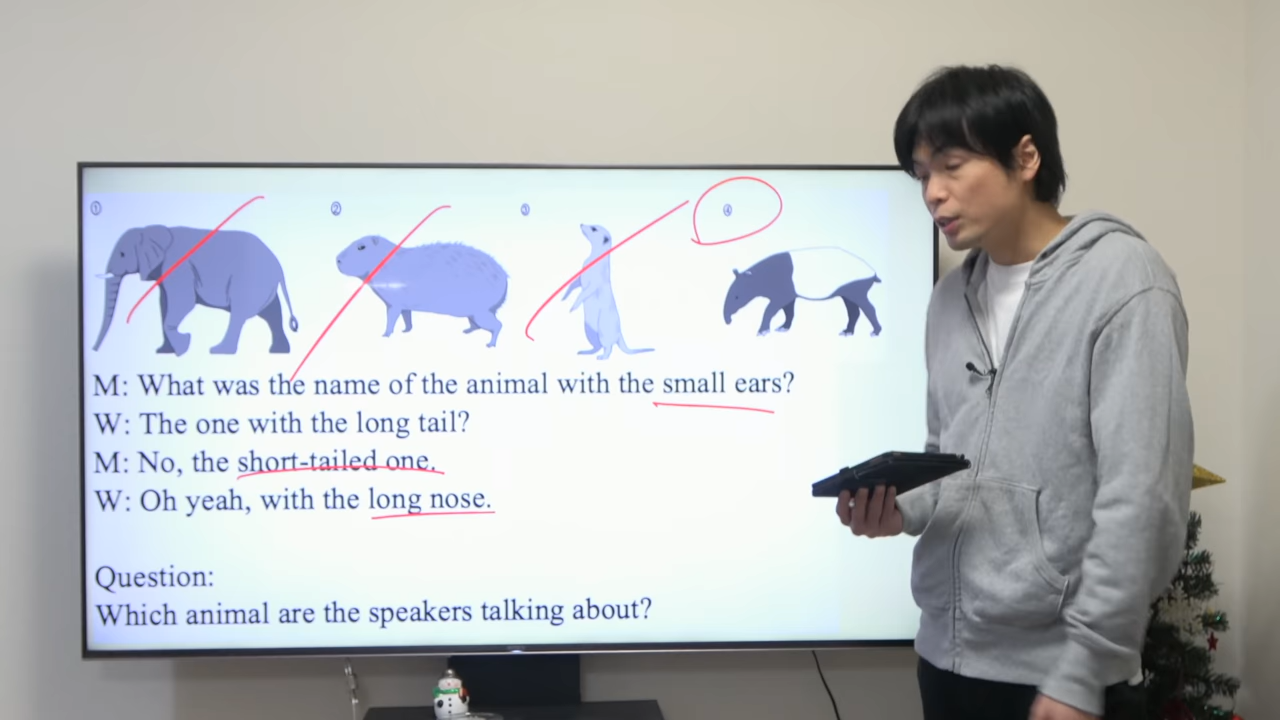 ① ② ③ ④
M: What was the name of the animal with the small ears?
W: The one with the long tail?
M: No, the short-tailed one.
W: Oh yeah, with the long nose.
Question:
Which animal are the speakers talking about?